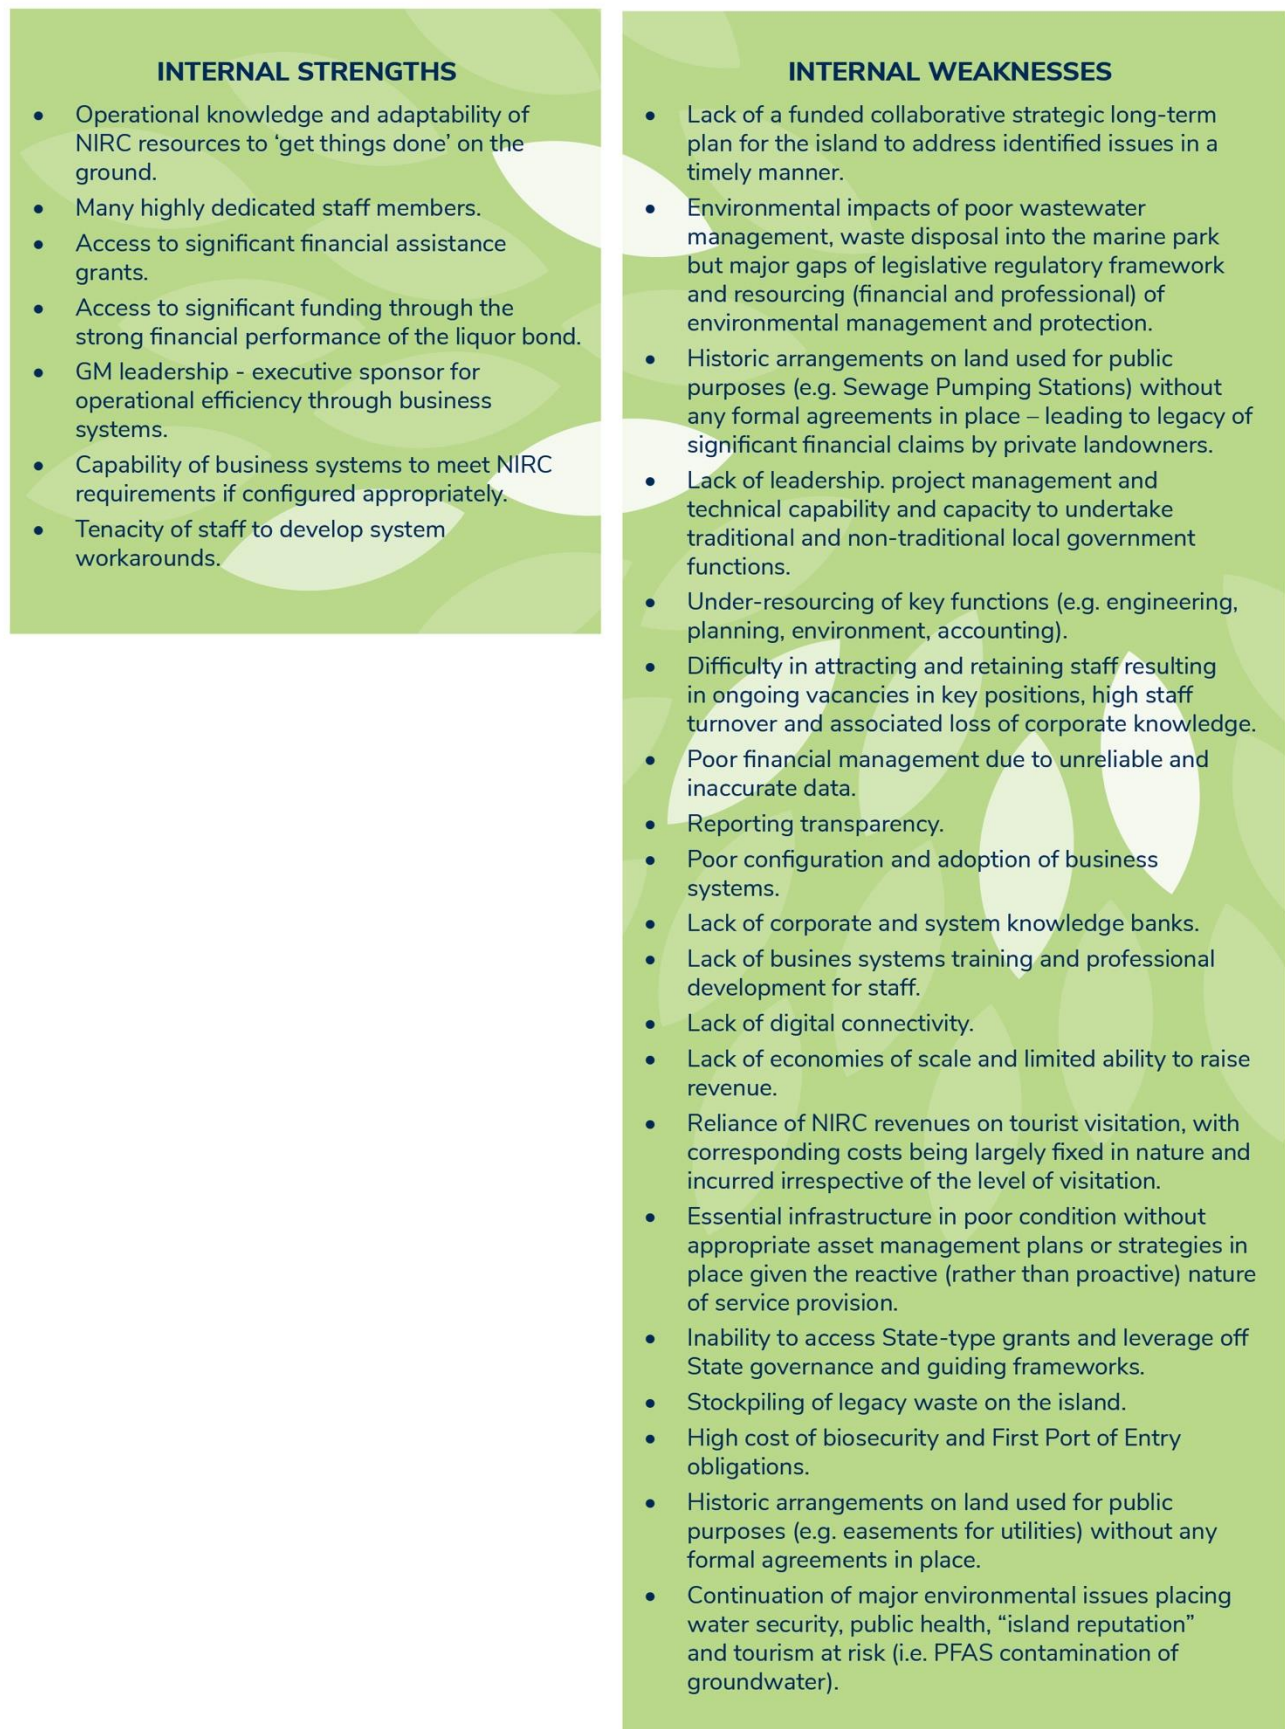 INTERNAL STRENGTHS
• Operational knowledge and adaptability of
NIRC resources to ‘get things done’ on the
ground.
• Many highly dedicated staff members.
• Access to significant financial assistance
grants.
• Access to significant funding through the
strong financial performance of the liquor bond.
• GM leadership - executive sponsor for
operational efficiency through business
systems.
• Capability of business systems to meet NIRC
requirements if configured appropriately.
• Tenacity of staff to develop system
workarounds.
INTERNAL WEAKNESSES
• Lack of a funded collaborative strategic long-term
plan for the island to address identified issues in a
timely manner.
• Environmental impacts of poor wastewater
management, waste disposal into the marine park
but major gaps of legislative regulatory framework
and resourcing (financial and professional) of
environmental management and protection.
• Historic arrangements on land used for public
purposes (e.g. Sewage Pumping Stations) without
any formal agreements in place – leading to legacy of
significant financial claims by private landowners.
• Lack of leadership. project management and
technical capability and capacity to undertake
traditional and non-traditional local government
functions.
• Under-resourcing of key functions (e.g. engineering,
planning, environment, accounting).
• Difficulty in attracting and retaining staff resulting
in ongoing vacancies in key positions, high staff
turnover and associated loss of corporate knowledge.
• Poor financial management due to unreliable and
inaccurate data.
• Reporting transparency.
• Poor configuration and adoption of business
systems.
• Lack of corporate and system knowledge banks.
• Lack of busines systems training and professional
development for staff.
• Lack of digital connectivity.
• Lack of economies of scale and limited ability to raise
revenue.
• Reliance of NIRC revenues on tourist visitation, with
corresponding costs being largely fixed in nature and
incurred irrespective of the level of visitation.
• Essential infrastructure in poor condition without
appropriate asset management plans or strategies in
place given the reactive (rather than proactive) nature
of service provision.
• Inability to access State-type grants and leverage off
State governance and guiding frameworks.
• Stockpiling of legacy waste on the island.
• High cost of biosecurity and First Port of Entry
obligations.
• Historic arrangements on land used for public
purposes (e.g. easements for utilities) without any
formal agreements in place.
• Continuation of major environmental issues placing
water security, public health, “island reputation”
and tourism at risk (i.e. PFAS contamination of
groundwater).